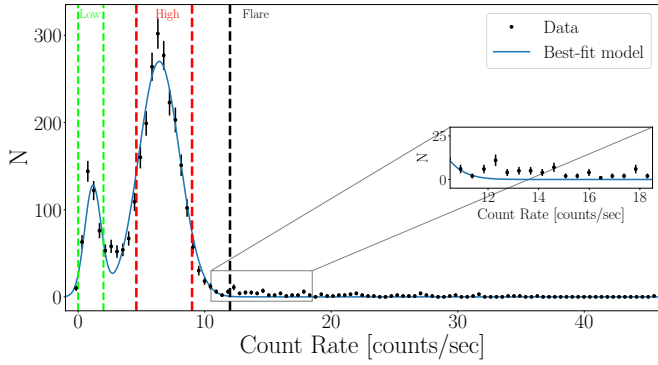 Low High Flare
Data
Best-fit model
300
200
100
0
N
0 10 20 30 40
Count Rate [counts/sec]
25
0
N
12 14 16 18
Count Rate [counts/sec]